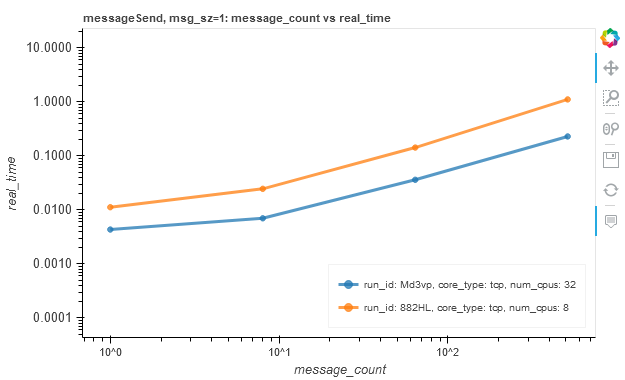 messageSend, msg_sz=1: message_count vs real_time
10.0000
1.0000
0.1000
0.0100
0.0010
0.0001
real_time
run_id: Md3vp, core_type: tcp, num_cpus: 32
run_id: 882HL, core_type: tcp, num_cpus: 8
10^0
10^1
10^2
message_count